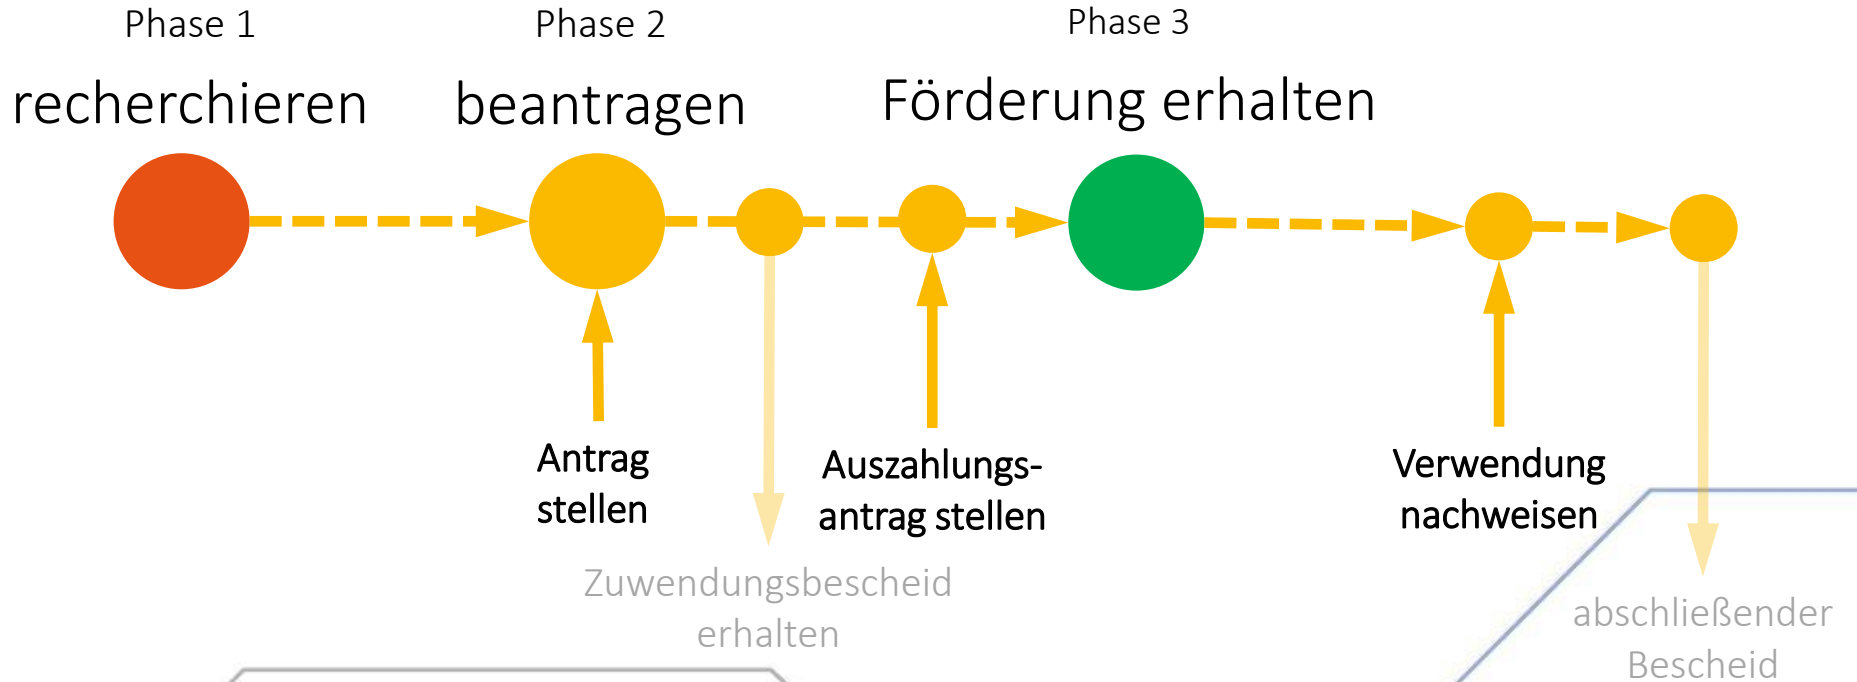 Phase 1
Phase 2
Phase 3
recherchieren
beantragen
Förderung erhalten
Antrag
stellen
Auszahlungs-
antrag stellen
Verwendung
nachweisen
Zuwendungsbescheid
erhalten
abschließender
Bescheid